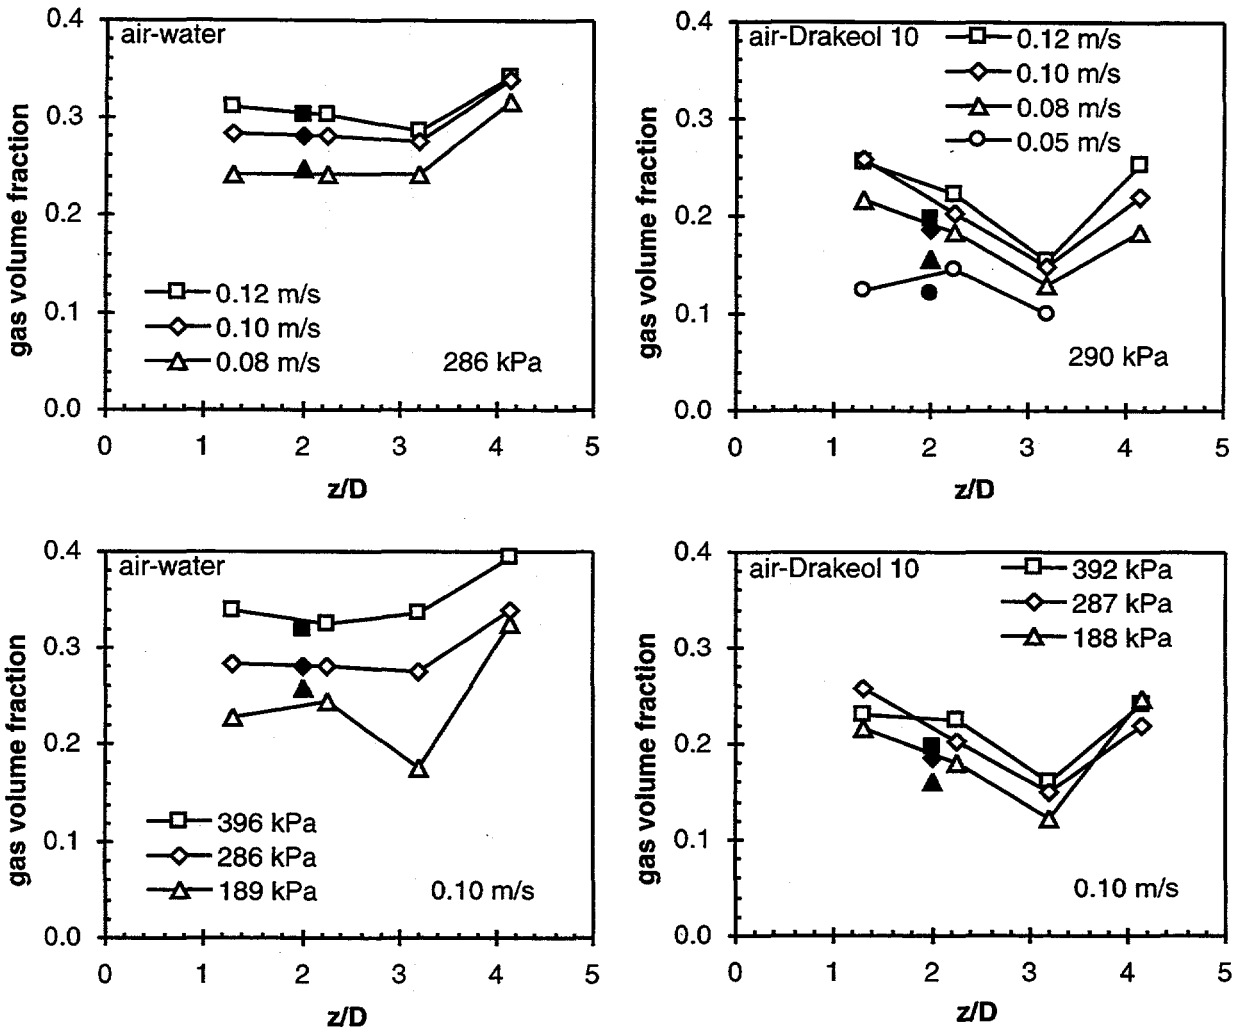 air-water
0.4
0.3
0.2
0.1
0.0
gas volume fraction
0.12 m/s
0.10 m/s
0.08 m/s
286 kPa
0 1 2 3 4 5
z/D
air-Drakeol 10
0.4
0.3
0.2
0.1
0.0
gas volume fraction
0.12 m/s
0.10 m/s
0.08 m/s
0.05 m/s
290 kPa
0 1 2 3 4 5
z/D
air-water
0.4
0.3
0.2
0.1
0.0
gas volume fraction
396 kPa
286 kPa
189 kPa
0.10 m/s
0 1 2 3 4 5
z/D
air-Drakeol 10
0.4
0.3
0.2
0.1
0.0
gas volume fraction
392 kPa
287 kPa
188 kPa
0.10 m/s
0 1 2 3 4 5
z/D